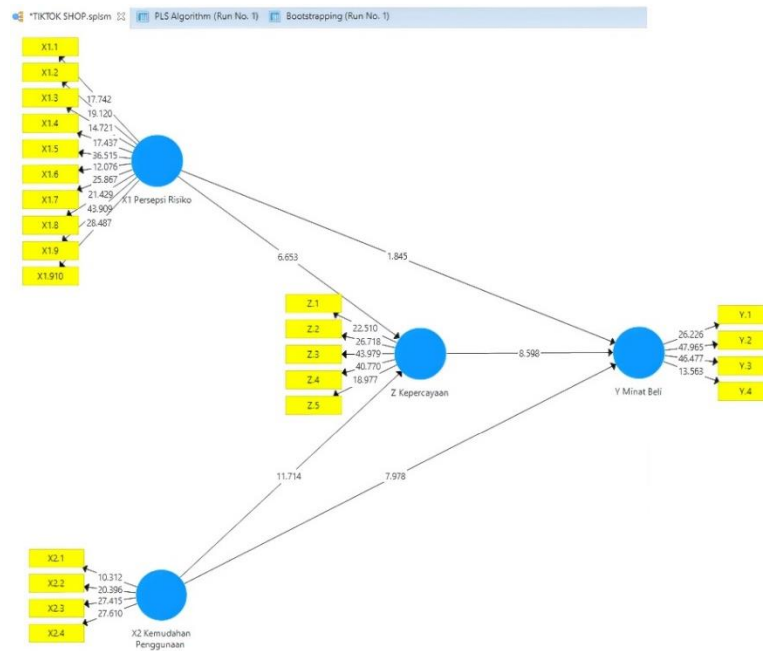 *TIKTOK SHOP.splsm
PLS Algorithm (Run No. 1)
Bootstrapping (Run No. 1)
X1.1
X1.2
X1.3
X1.4
X1.5
X1.6
X1.7
X1.8
X1.9
X1.910
17.742
19.120
14.721
17.437
36.515
12.076
25.867
21.429
43.909
28.487
X1 Persepsi Risiko
6.653
1.845
Z.1
Z.2
Z.3
Z.4
Z.5
22.510
26.718
43.979
40.770
18.977
Z Kepercayaan
8.598
26.226
47.965
46.477
13.563
Y.1
Y.2
Y.3
Y.4
Y Minat Beli
11.714
7.978
X2.1
X2.2
X2.3
X2.4
10.312
20.396
27.415
27.610
X2 Kemudahan
Penggunaan